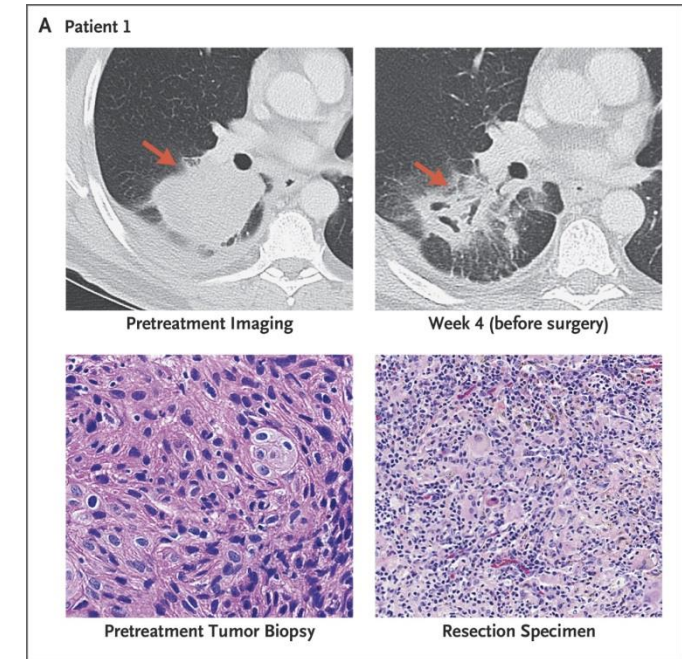 A Patient 1
Pretreatment Imaging
Week 4 (before surgery)
Pretreatment Tumor Biopsy
Resection Specimen